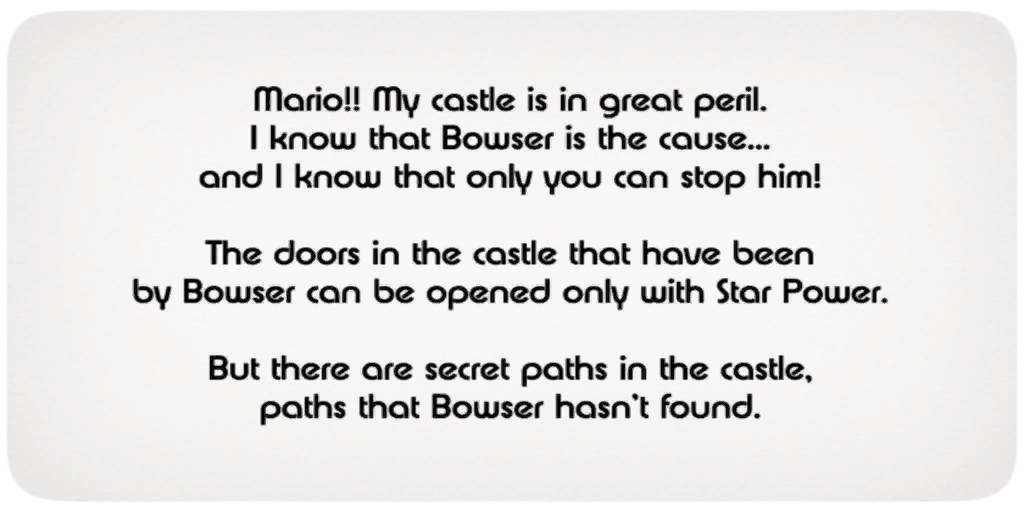 Mario!! My castle is in great peril.
I know that Bowser is the cause...
and I know that only you can stop him!
The doors in the castle that have been
by Bowser can be opened only with Star Power.
But there are secret paths in the castle,
paths that Bowser hasn't found.